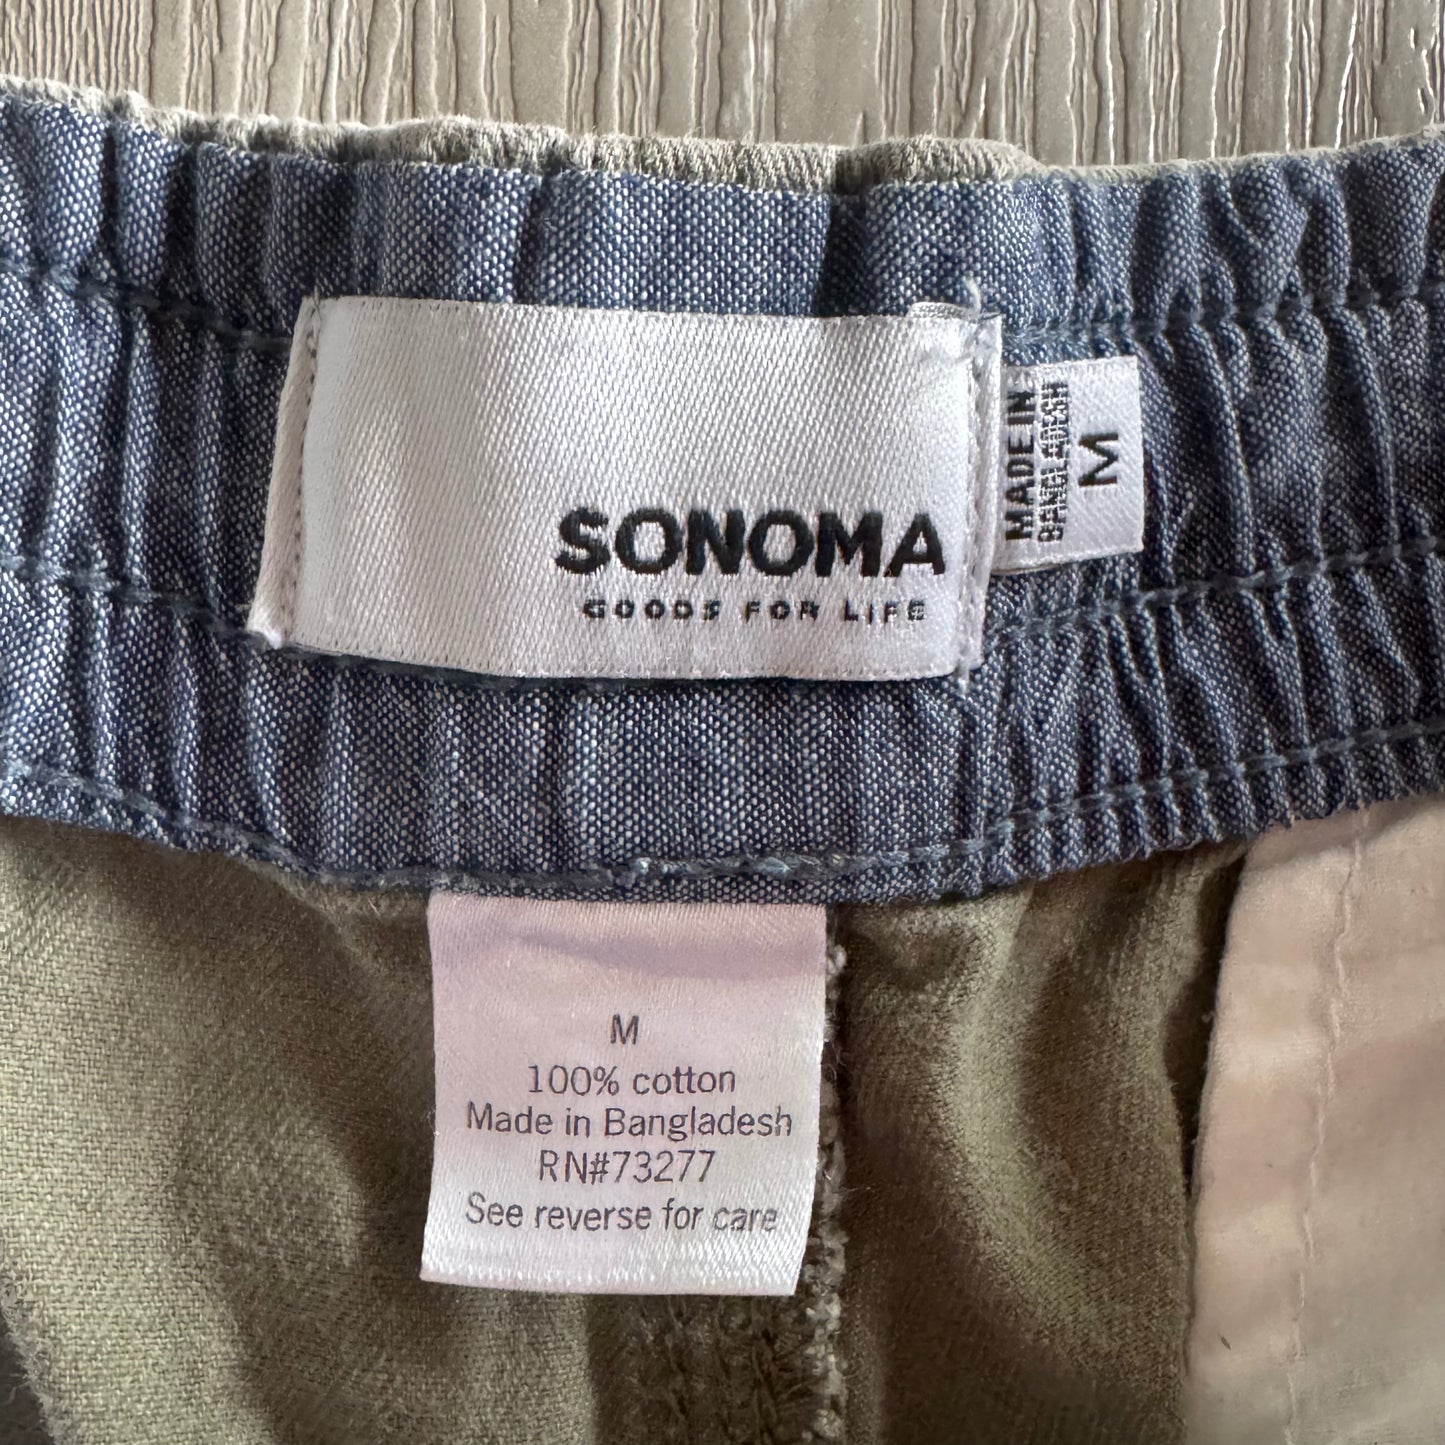 SONOMA
GOODS FOR LIFE
MADE IN
BANGLADESH
M
M
100% cotton
Made in Bangladesh
RN#73277
See reverse for care